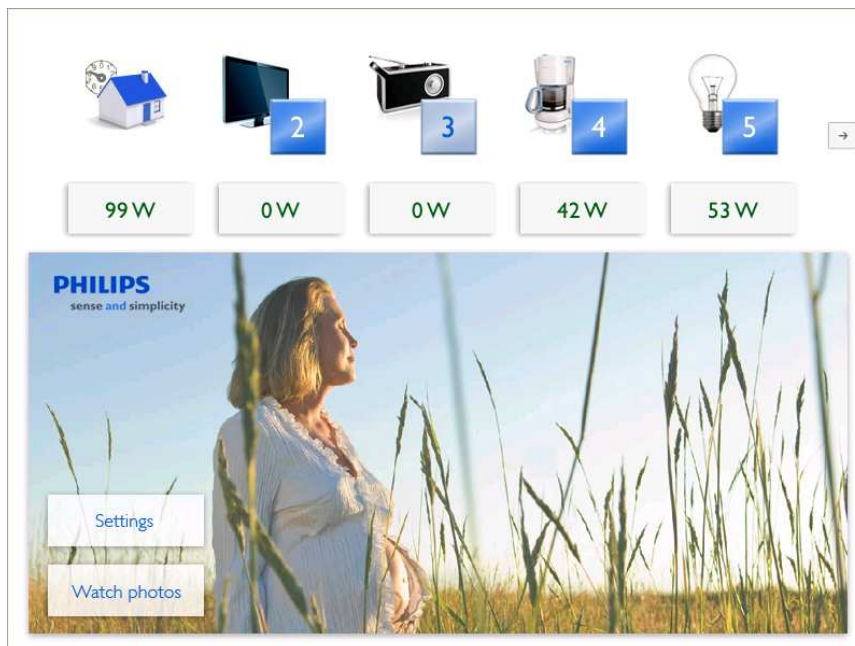 2
3
4
5
→
99 W
0 W
0 W
42 W
53 W
PHILIPS
sense and simplicity
Settings
Watch photos